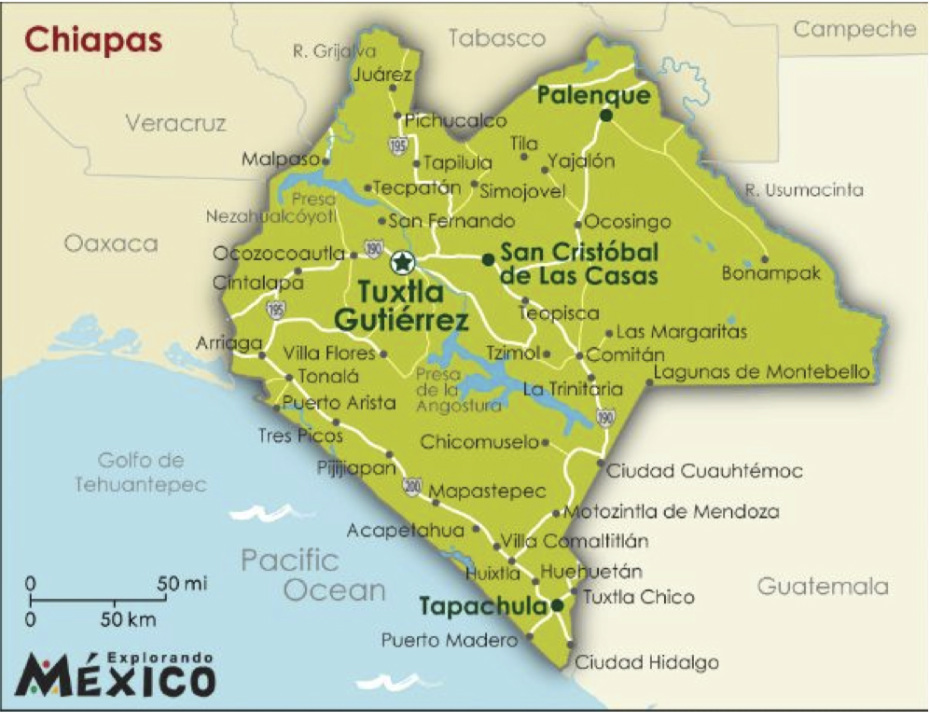 Chiapas
Tabasco
Campeche
R. Grijalva
Juárez
Palenque
Veracruz
Pichucalco
195
Tila
Malpaso
Tapilula
Yajalón
Tecpatán
Simojovel
R. Usumacinta
Presa
Nezahualcóyotl
San Fernando
Ocosingo
Oaxaca
Ocozocoautla
190
San Cristóbal
de Las Casas
Bonampak
Cintalapa
Tuxtla
Gutiérrez
195
Teopisca
Las Margaritas
Arriaga
Villa Flores
Tzimol
Comitán
Tonalá
Presa
de la
Angostura
La Trinitaria
Lagunas de Montebello
Puerto Arista
190
Tres Picos
Chicomuselo
Golfo de
Tehuantepec
Pijijiapan
Ciudad Cuauhtémoc
200
Mapastepec
Motozintla de Mendoza
Acapetahua
Villa Comaltitlán
Pacific
Ocean
Huixtla
Huehuetán
Guatemala
0 50 mi
0 50 km
Tapachula
Tuxtla Chico
Puerto Madero
Ciudad Hidalgo
Explorando
MÉXICO